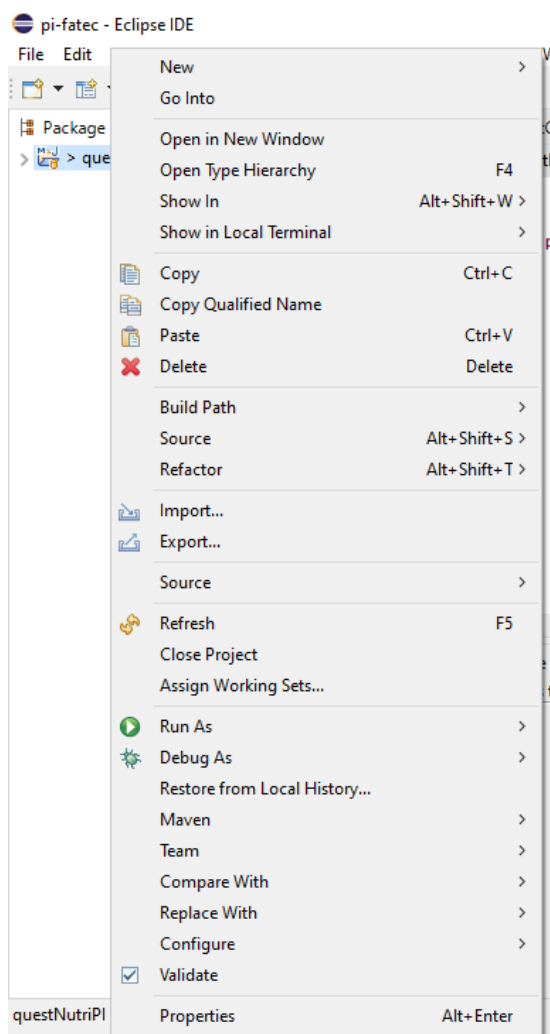 pi-fatec - Eclipse IDE
File Edit
Package
> que
New
Go Into
Open in New Window
Open Type Hierarchy F4
Show In Alt+Shift+W >
Show in Local Terminal
Copy Ctrl+C
Copy Qualified Name
Paste Ctrl+V
Delete Delete
Build Path
Source Alt+Shift+S >
Refactor Alt+Shift+T >
Import...
Export...
Source
Refresh F5
Close Project
Assign Working Sets...
Run As
Debug As
Restore from Local History...
Maven
Team
Compare With
Replace With
Configure
Validate
Properties Alt+Enter
questNutriPI